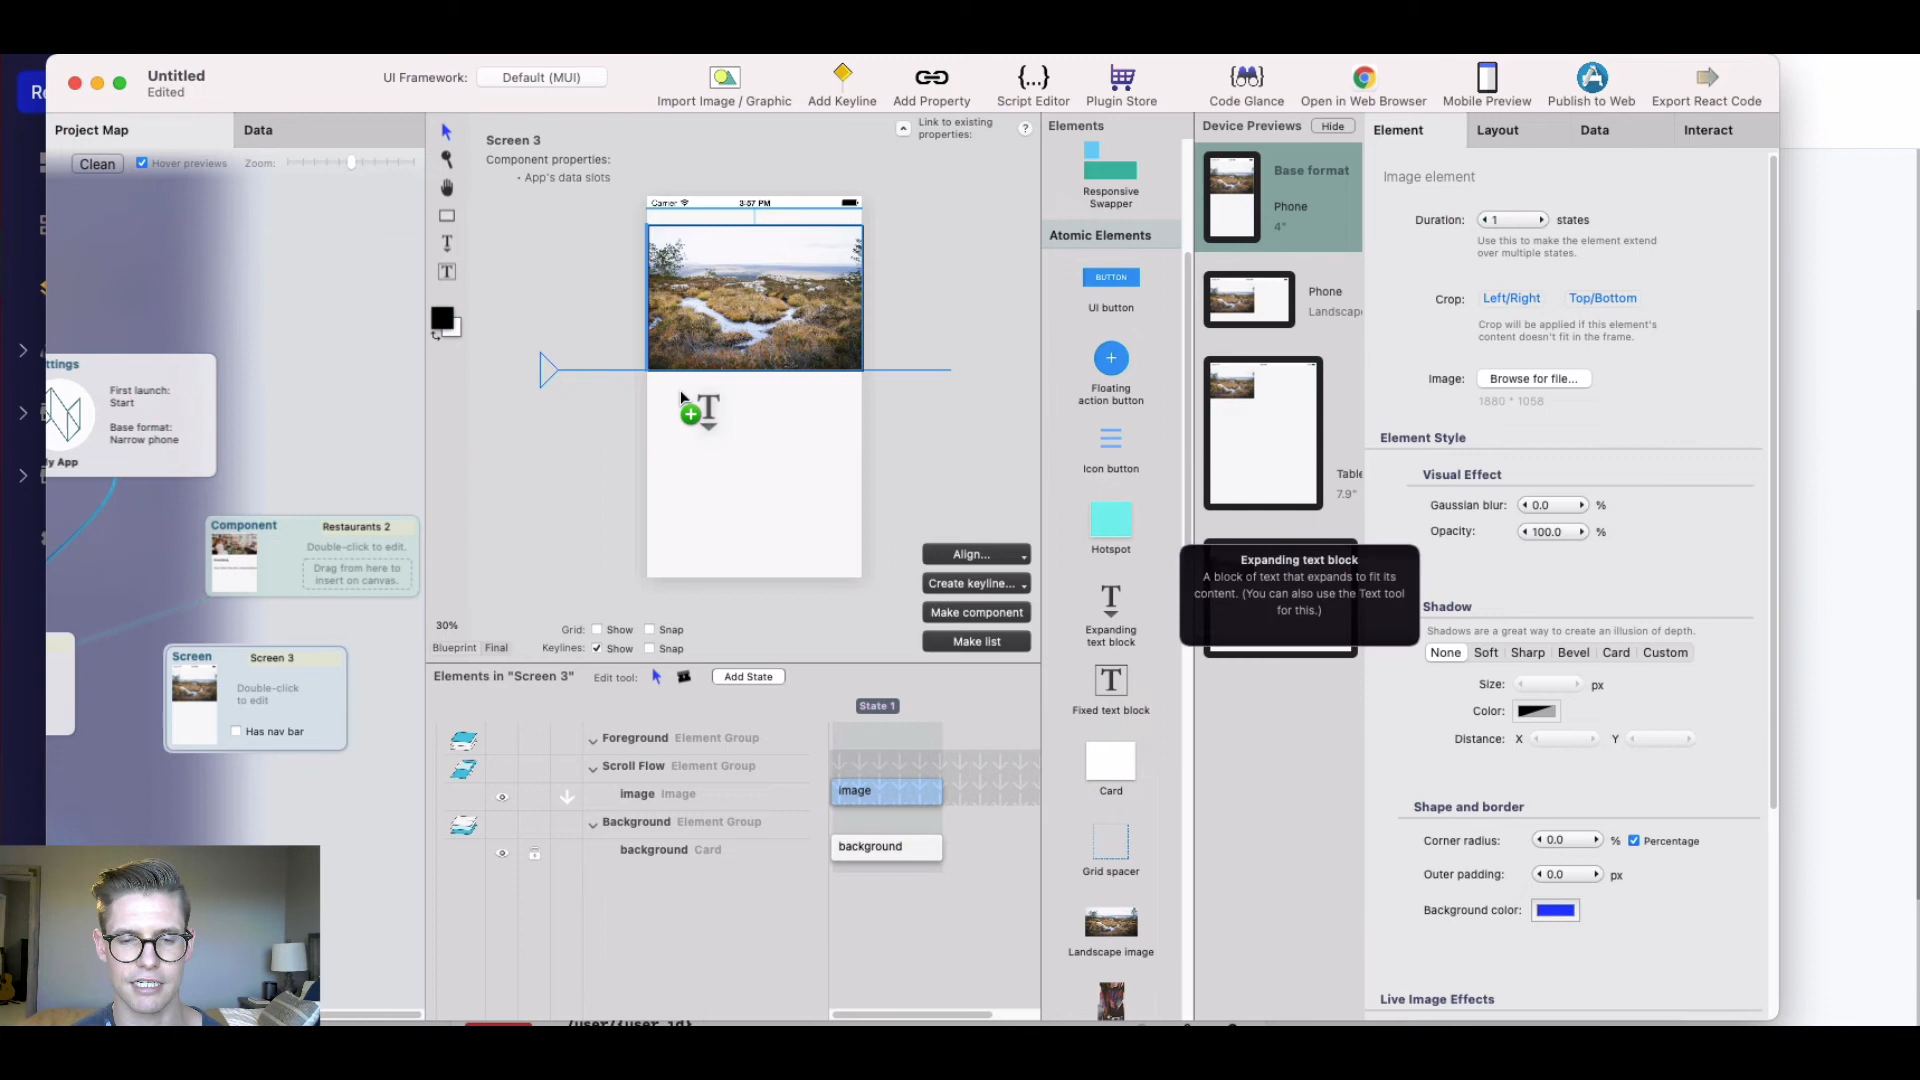 Untitled
Edited
UI Framework:
Default (MUI)
Import Image / Graphic
Add Keyline
Add Property
Script Editor
Plugin Store
Code Glance
Open in Web Browser
Mobile Preview
Publish to Web
Export React Code
Project Map
Data
Clean
Hover previews
Zoom:
ttings
First launch:
Start
Base format:
Narrow phone
ly App
Component
Restaurants 2
Double-click to edit.
Drag from here to
insert on canvas.
Screen
Screen 3
Double-click
to edit
Has nav bar
Screen 3
Component properties:
• App's data slots
Link to existing
properties:
?
Carrier
3:57 PM
T
Align...
Create keyline...
Make component
Make list
30%
Blueprint
Final
Grid:
Show
Snap
Keylines:
Show
Snap
Elements in "Screen 3"
Edit tool:
Add State
State 1
Foreground Element Group
Scroll Flow Element Group
image Image
image
Background Element Group
background Card
background
Elements
Responsive
Swapper
Atomic Elements
BUTTON
UI button
Floating
action button
Icon button
Hotspot
Expanding
text block
Fixed text block
Card
Grid spacer
Landscape image
Device Previews
Hide
Base format
Phone
4"
Phone
Landscape
Table
7.9"
Expanding text block
A block of text that expands to fit its
content. (You can also use the Text tool
for this.)
Element
Layout
Data
Interact
Image element
Duration:
1
states
Use this to make the element extend
over multiple states.
Crop:
Left/Right
Top/Bottom
Crop will be applied if this element's
content doesn't fit in the frame.
Image:
Browse for file...
1880 * 1058
Element Style
Visual Effect
Gaussian blur:
0.0
%
Opacity:
100.0
%
Shadow
Shadows are a great way to create an illusion of depth.
None
Soft
Sharp
Bevel
Card
Custom
Size:
px
Color:
Distance:
X
Y
Shape and border
Corner radius:
0.0
%
Percentage
Outer padding:
0.0
px
Background color:
Live Image Effects
/user/{user_id}